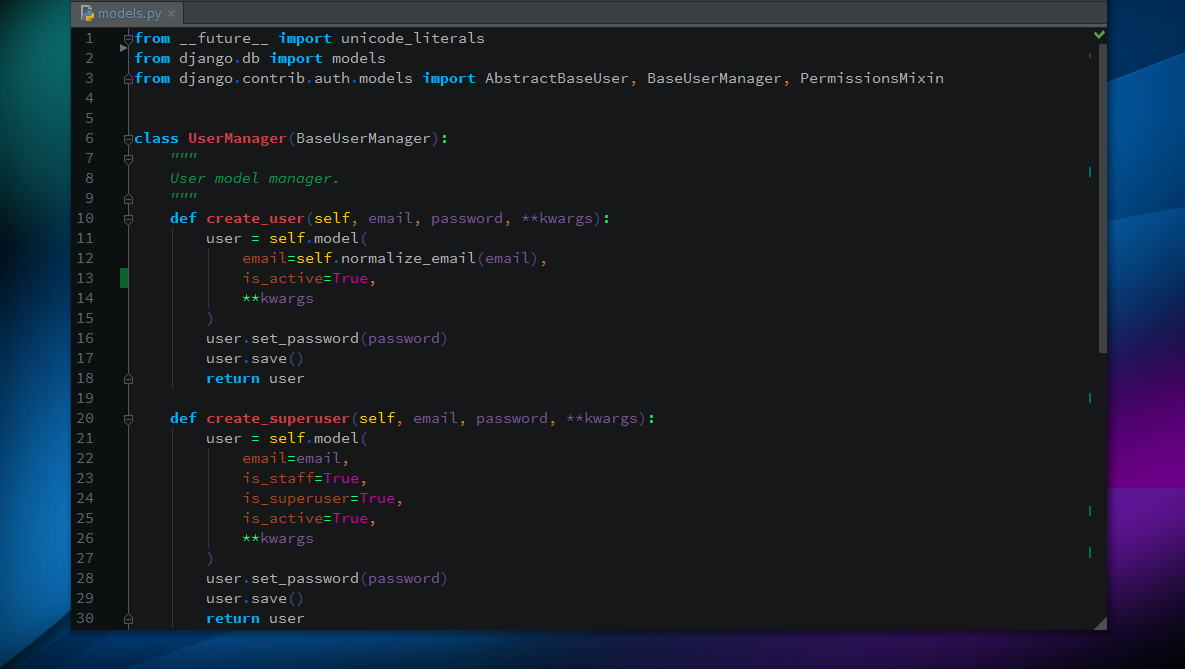 models.py ×
1 from __future__ import unicode_literals
2 from django.db import models
3 from django.contrib.auth.models import AbstractBaseUser, BaseUserManager, PermissionsMixin
4
5
6 class UserManager(BaseUserManager):
7     """
8     User model manager.
9     """
10     def create_user(self, email, password, **kwargs):
11         user = self.model(
12             email=self.normalize_email(email),
13             is_active=True,
14             **kwargs
15         )
16         user.set_password(password)
17         user.save()
18         return user
19
20     def create_superuser(self, email, password, **kwargs):
21         user = self.model(
22             email=email,
23             is_staff=True,
24             is_superuser=True,
25             is_active=True,
26             **kwargs
27         )
28         user.set_password(password)
29         user.save()
30         return user